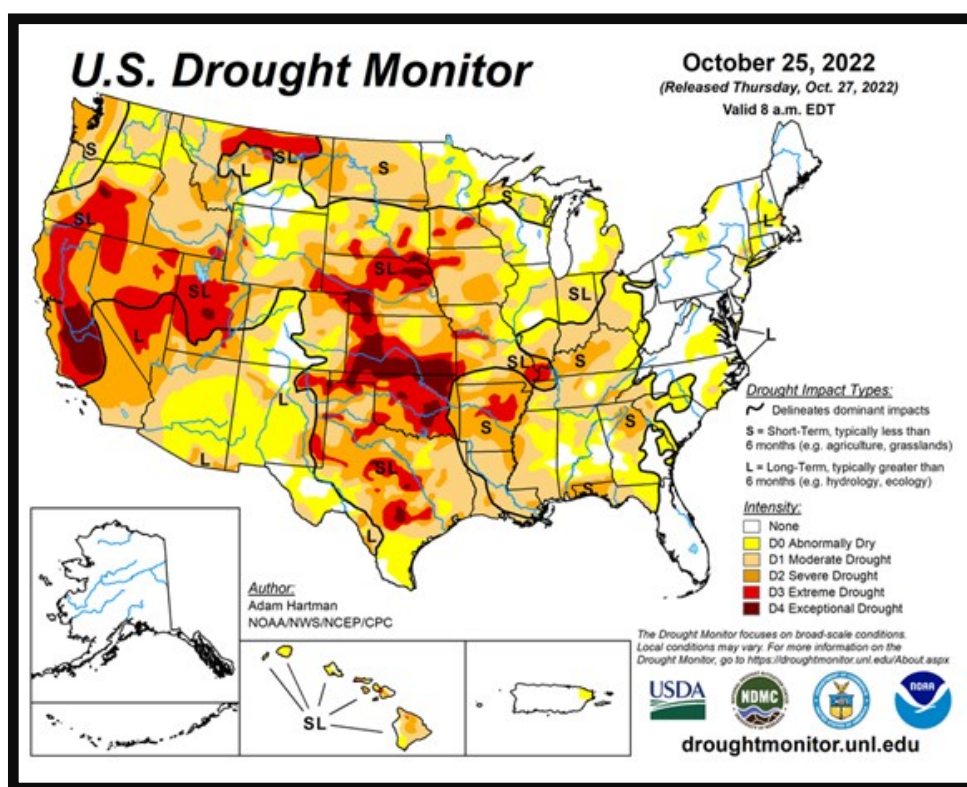 U.S. Drought Monitor
October 25, 2022
(Released Thursday, Oct. 27, 2022)
Valid 8 a.m. EDT
S
L
SL
S
S
SL
L
SL
SL
L
SL
SL
S
L
L
S
S
SL
L
S
L
Drought Impact Types:
Delineates dominant impacts
S = Short-Term, typically less than
6 months (e.g. agriculture, grasslands)
L = Long-Term, typically greater than
6 months (e.g. hydrology, ecology)
Intensity:
None
D0 Abnormally Dry
D1 Moderate Drought
D2 Severe Drought
D3 Extreme Drought
D4 Exceptional Drought
Author:
Adam Hartman
NOAA/NWS/NCEP/CPC
SL
The Drought Monitor focuses on broad-scale conditions.
Local conditions may vary. For more information on the
Drought Monitor, go to https://droughtmonitor.unl.edu/About.aspx
USDA
NDMC
NOAA
droughtmonitor.unl.edu